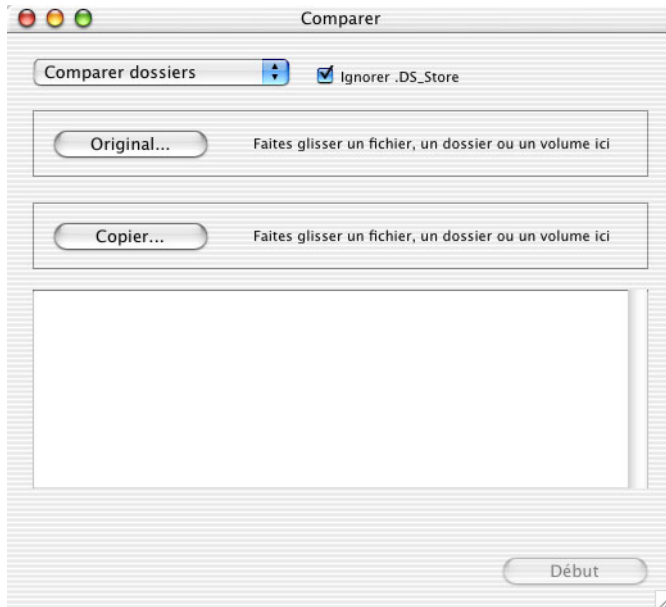 Comparer
Comparer dossiers
Ignorer .DS_Store
Original...
Faites glisser un fichier, un dossier ou un volume ici
Copier...
Faites glisser un fichier, un dossier ou un volume ici
Début